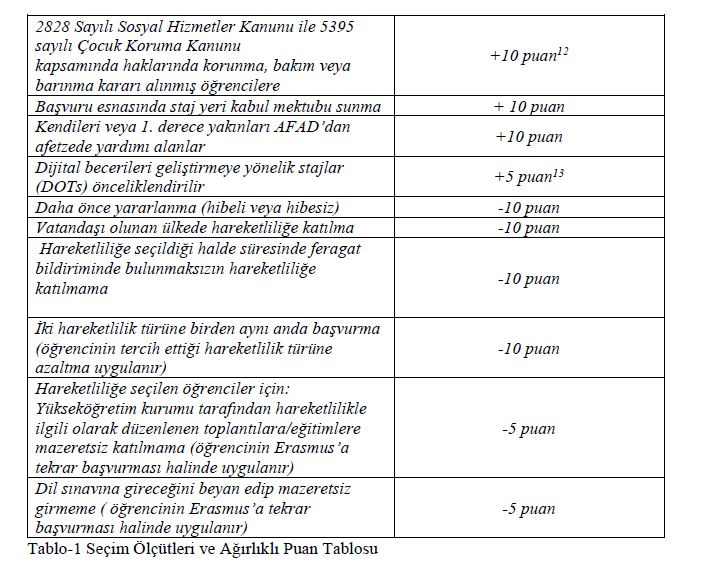 2828 Sayılı Sosyal Hizmetler Kanunu ile 5395
sayılı Çocuk Koruma Kanunu
kapsamında haklarında korunma, bakım veya
barınma kararı alınmış öğrencilere
+10 puan12
Başvuru esnasında staj yeri kabul mektubu sunma
+ 10 puan
Kendileri veya 1. derece yakınları AFAD’dan
afetzede yardımı alanlar
+10 puan
Dijital becerileri geliştirmeye yönelik stajlar
(DOTs) önceliklendirilir
+5 puan13
Daha önce yararlanma (hibeli veya hibesiz)
-10 puan
Vatandaşı olunan ülkede hareketliliğe katılma
-10 puan
Hareketliliğe seçildiği halde süresinde feragat
bildiriminde bulunmaksızın hareketliliğe
katılmama
-10 puan
İki hareketlilik türüne birden aynı anda başvurma
(öğrencinin tercih ettiği hareketlilik türüne
azaltma uygulanır)
-10 puan
Hareketliliğe seçilen öğrenciler için:
Yükseköğretim kurumu tarafından hareketlilikle
ilgili olarak düzenlenen toplantılara/eğitimlere
mazeretsiz katılmama (öğrencinin Erasmus’a
tekrar başvurması halinde uygulanır)
-5 puan
Dil sınavına gireceğini beyan edip mazeretsiz
girmeme ( öğrencinin Erasmus’a tekrar
başvurması halinde uygulanır)
-5 puan
Tablo-1 Seçim Ölçütleri ve Ağırlıklı Puan Tablosu